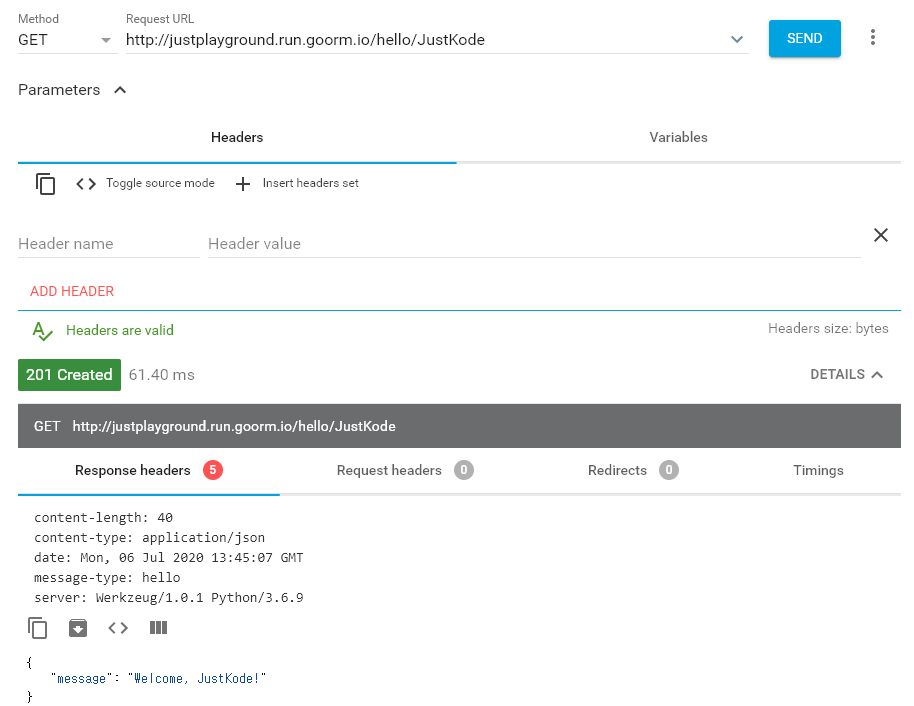 Method Request URL
GET http://justplayground.run.goorm.io/hello/JustKode SEND
Parameters
Headers Variables
Toggle source mode Insert headers set
Header name Header value
ADD HEADER
Headers are valid Headers size: bytes
201 Created 61.40 ms DETAILS
GET http://justplayground.run.goorm.io/hello/JustKode
Response headers 5 Request headers 0 Redirects 0 Timings
content-length: 40
content-type: application/json
date: Mon, 06 Jul 2020 13:45:07 GMT
message-type: hello
server: Werkzeug/1.0.1 Python/3.6.9
{
"message": "Welcome, JustKode!"
}